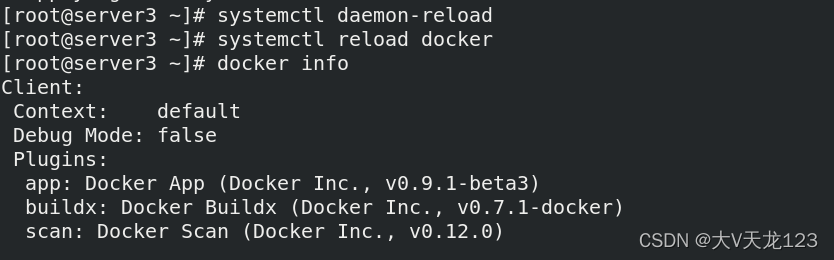 [root@server3 ~]# systemctl daemon-reload
[root@server3 ~]# systemctl reload docker
[root@server3 ~]# docker info
Client:
 Context:    default
 Debug Mode: false
 Plugins:
  app: Docker App (Docker Inc., v0.9.1-beta3)
  buildx: Docker Buildx (Docker Inc., v0.7.1-docker)
  scan: Docker Scan (Docker Inc., v0.12.0)
CSDN @大V天龙123